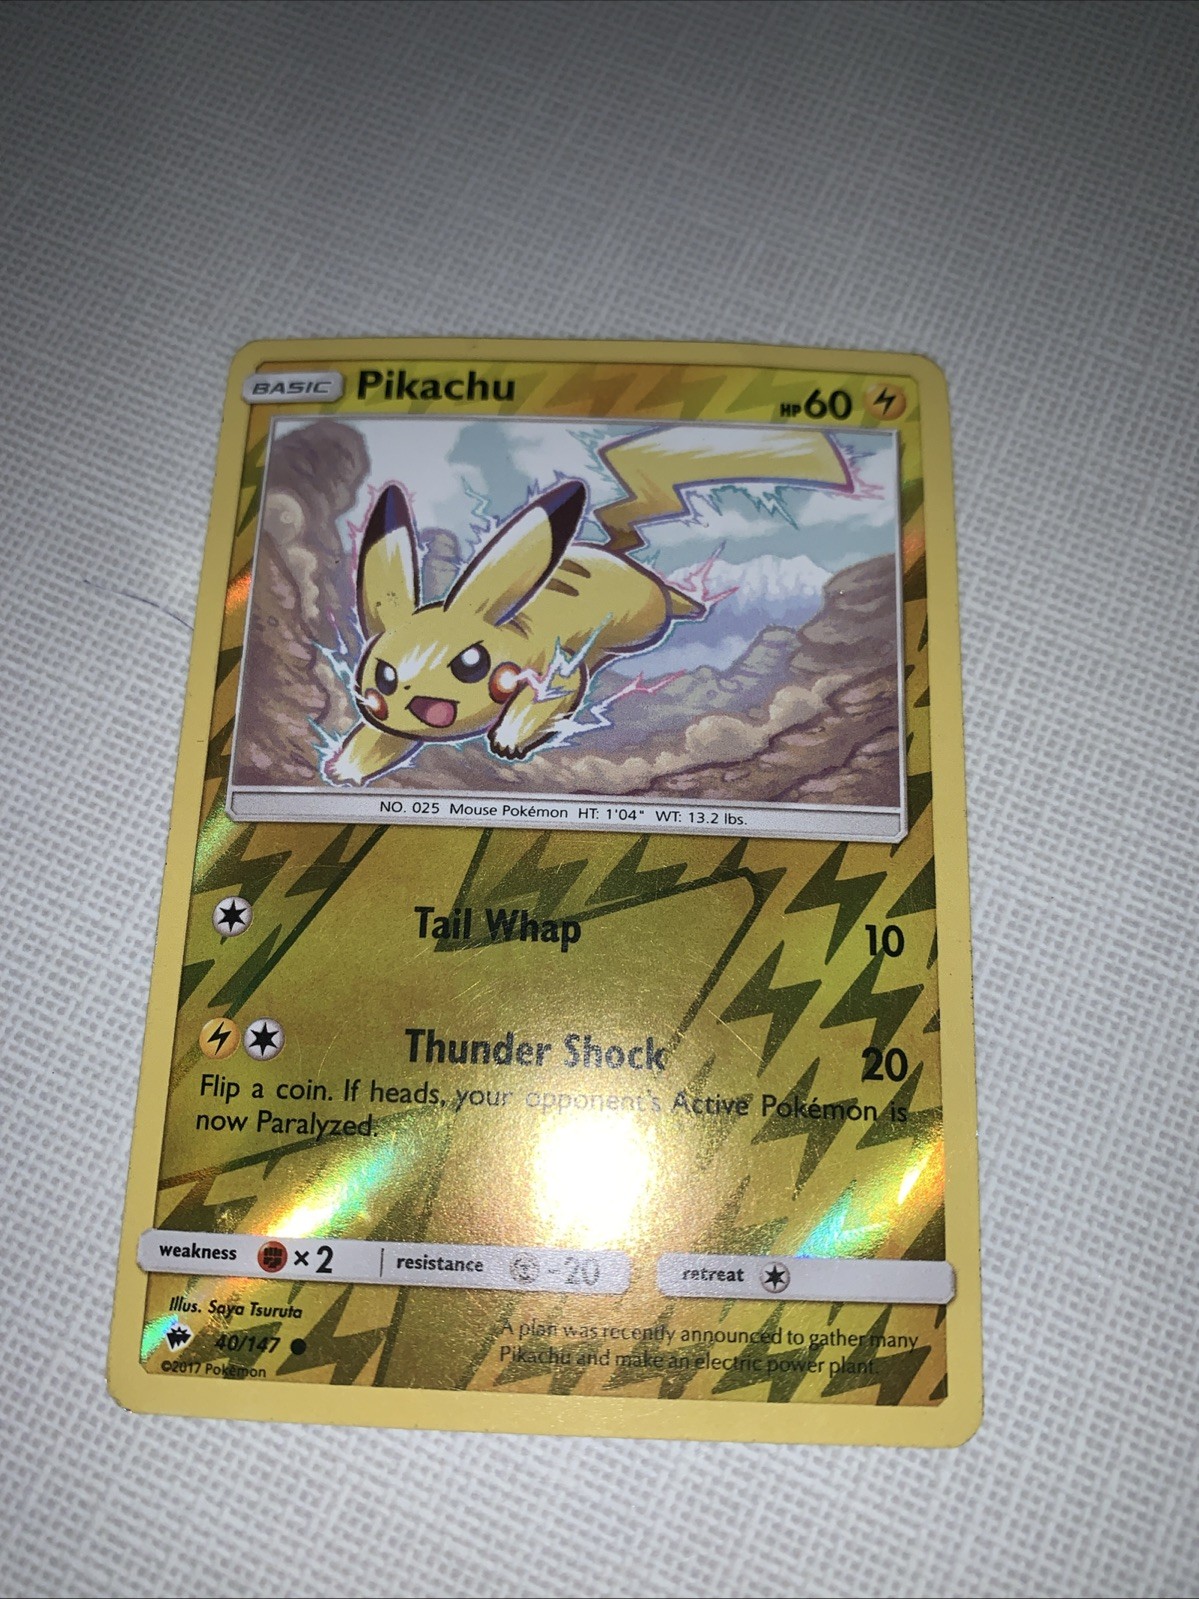 BASIC Pikachu HP 60
NO. 025 Mouse Pokémon HT: 1'04" WT: 13.2 lbs.
Tail Whap 10
Thunder Shock 20
Flip a coin. If heads, your opponent's Active Pokémon is
now Paralyzed.
weakness ×2 resistance -20 retreat
Illus. Saya Tsuruta
40/147
©2017 Pokémon
A plan was recently announced to gather many
Pikachu and make an electric power plant.